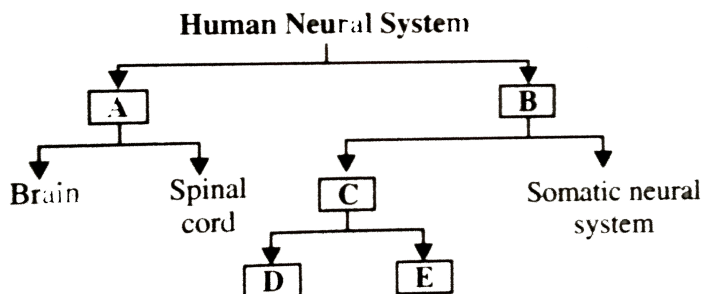 Human Neural System
A
B
Brain
Spinal
cord
C
Somatic neural
system
D
E